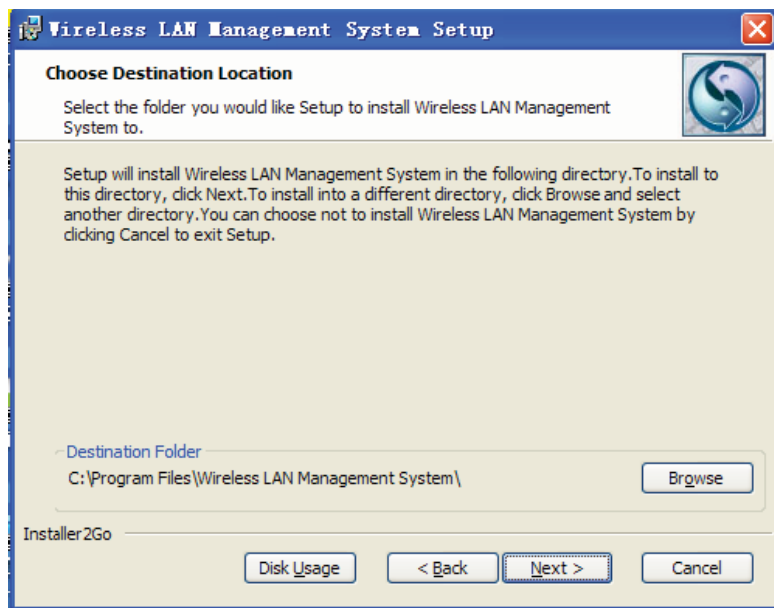 Wireless LAN Management System Setup
Choose Destination Location
Select the folder you would like Setup to install Wireless LAN Management
System to.
Setup will install Wireless LAN Management System in the following directory.To install to
this directory, click Next.To install into a different directory, click Browse and select
another directory.You can choose not to install Wireless LAN Management System by
clicking Cancel to exit Setup.
Destination Folder
C:\Program Files\Wireless LAN Management System\
Browse
Installer2Go
Disk Usage
< Back
Next >
Cancel